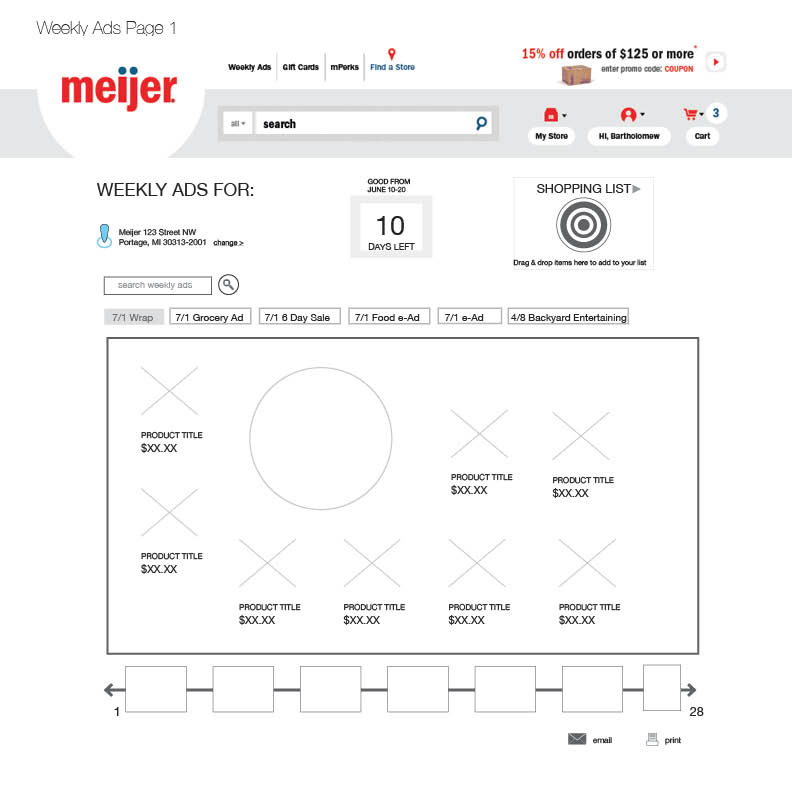 Weekly Ads Page 1
meijer
Weekly Ads
Gift Cards
mPerks
Find a Store
15% off orders of $125 or more*
enter promo code: COUPON
all
search
My Store
Hi, Bartholomew
3
Cart
WEEKLY ADS FOR:
Meijer 123 Street NW
Portage, MI 30313-2001 change >
GOOD FROM
JUNE 10-20
10
DAYS LEFT
SHOPPING LIST
Drag & drop items here to add to your list
search weekly ads
7/1 Wrap
7/1 Grocery Ad
7/1 6 Day Sale
7/1 Food e-Ad
7/1 e-Ad
4/8 Backyard Entertaining
PRODUCT TITLE
$XX.XX
PRODUCT TITLE
$XX.XX
PRODUCT TITLE
$XX.XX
PRODUCT TITLE
$XX.XX
PRODUCT TITLE
$XX.XX
PRODUCT TITLE
$XX.XX
PRODUCT TITLE
$XX.XX
PRODUCT TITLE
$XX.XX
1
28
email
print